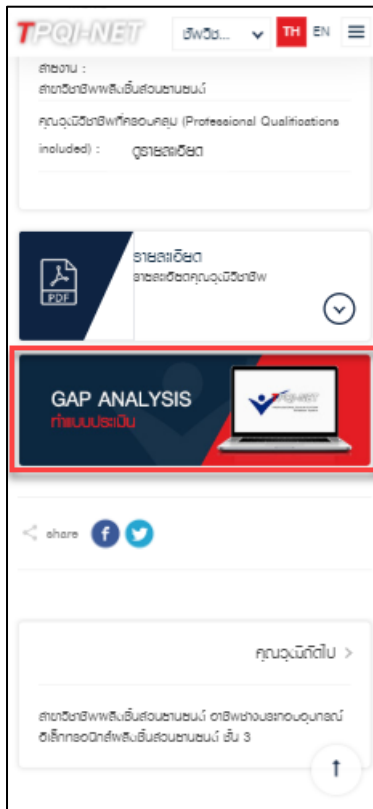 TPQI-NET ชีพวิช... TH EN
สายงาน :
สาขาวิชาชีพผลิตชิ้นส่วนยานยนต์
คุณวุฒิวิชาชีพที่ครอบคลุม (Professional Qualifications
included) : ดูรายละเอียด
รายละเอียด
รายละเอียดคุณวุฒิวิชาชีพ
PDF
GAP ANALYSIS
ทำแบบประเมิน
TPQI-NET
share
คุณวุฒิถัดไป >
สาขาวิชาชีพผลิตชิ้นส่วนยานยนต์ อาชีพช่างประกอบอุปกรณ์
อิเล็กทรอนิกส์ผลิตชิ้นส่วนยานยนต์ ชั้น 3